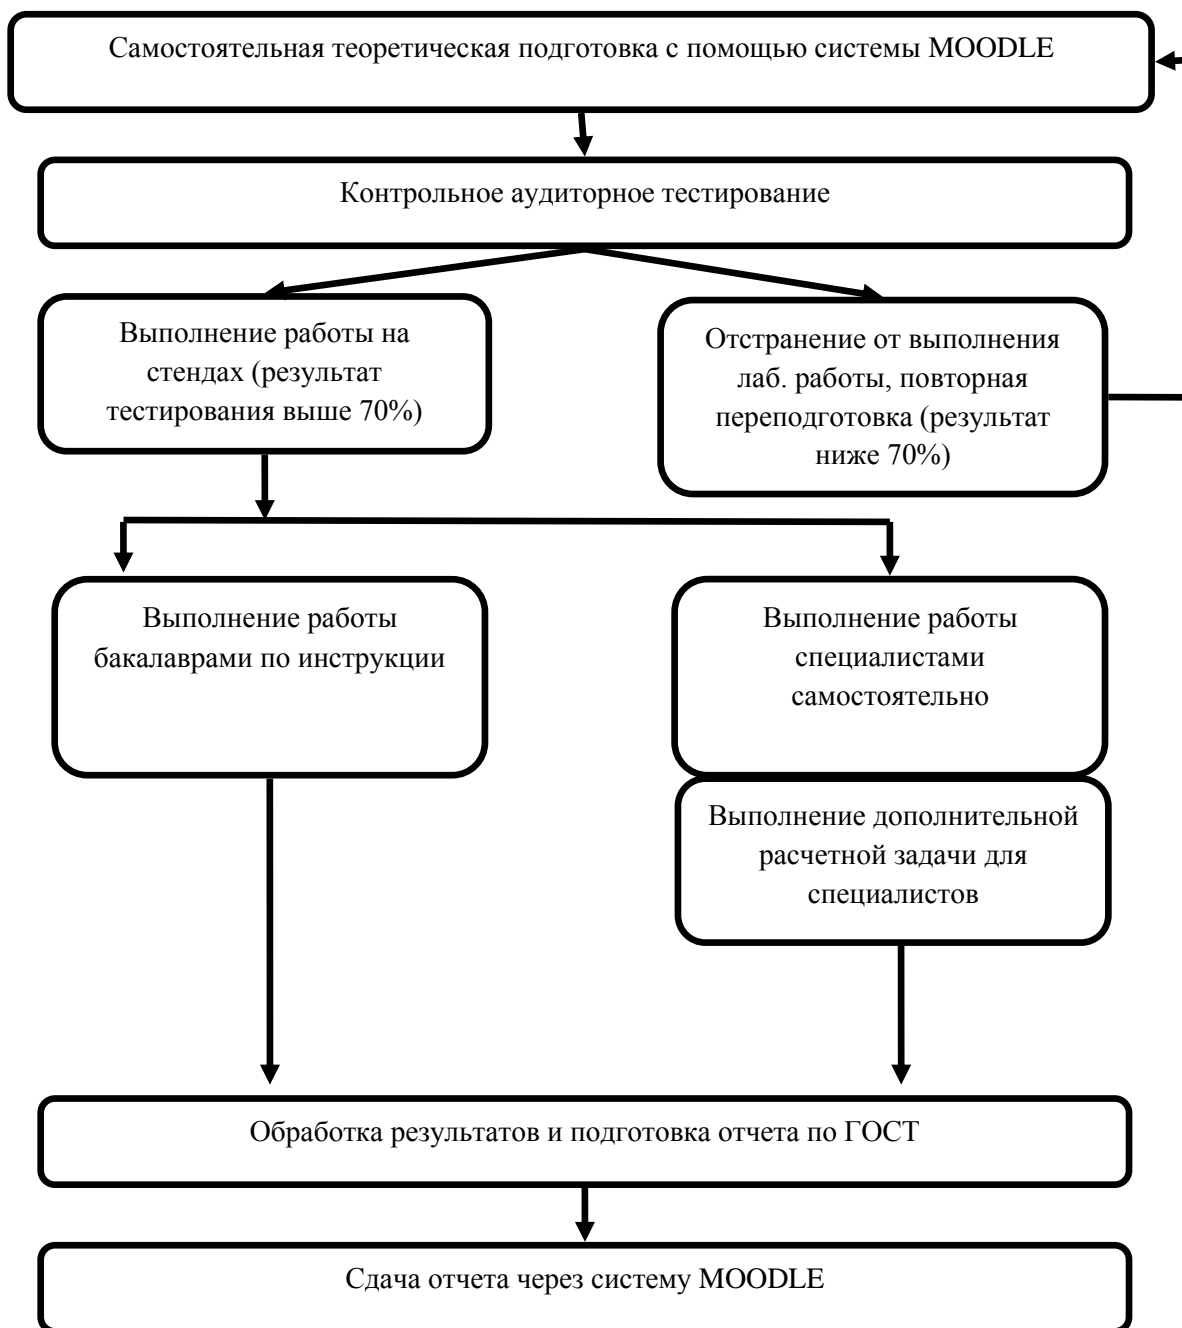 Самостоятельная теоретическая подготовка с помощью системы MOODLE
Контрольное аудиторное тестирование
Выполнение работы на
стендах (результат
тестирования выше 70%)
Отстранение от выполнения
лаб. работы, повторная
переподготовка (результат
ниже 70%)
Выполнение работы
бакалаврами по инструкции
Выполнение работы
специалистами
самостоятельно
Выполнение дополнительной
расчетной задачи для
специалистов
Обработка результатов и подготовка отчета по ГОСТ
Сдача отчета через систему MOODLE